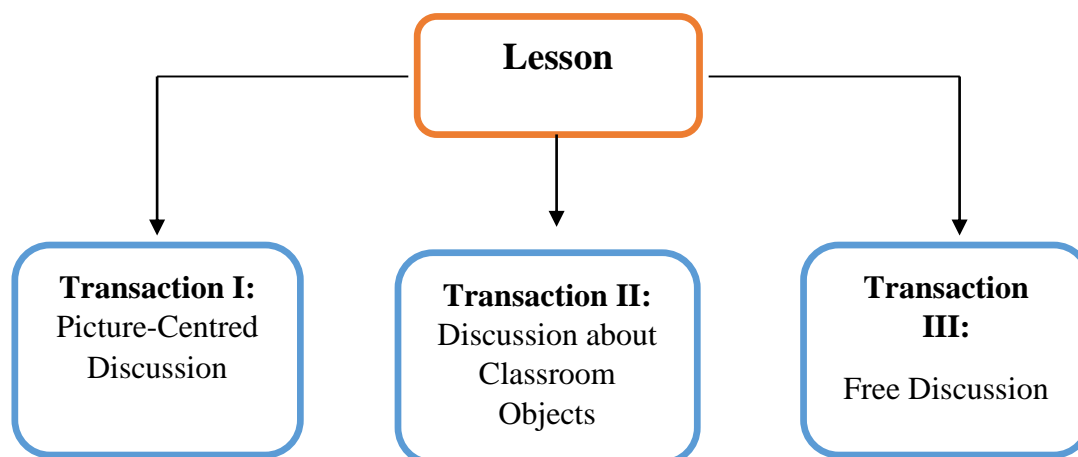 Lesson
Transaction I:
Picture-Centred
Discussion
Transaction II:
Discussion about
Classroom
Objects
Transaction
III:
Free Discussion